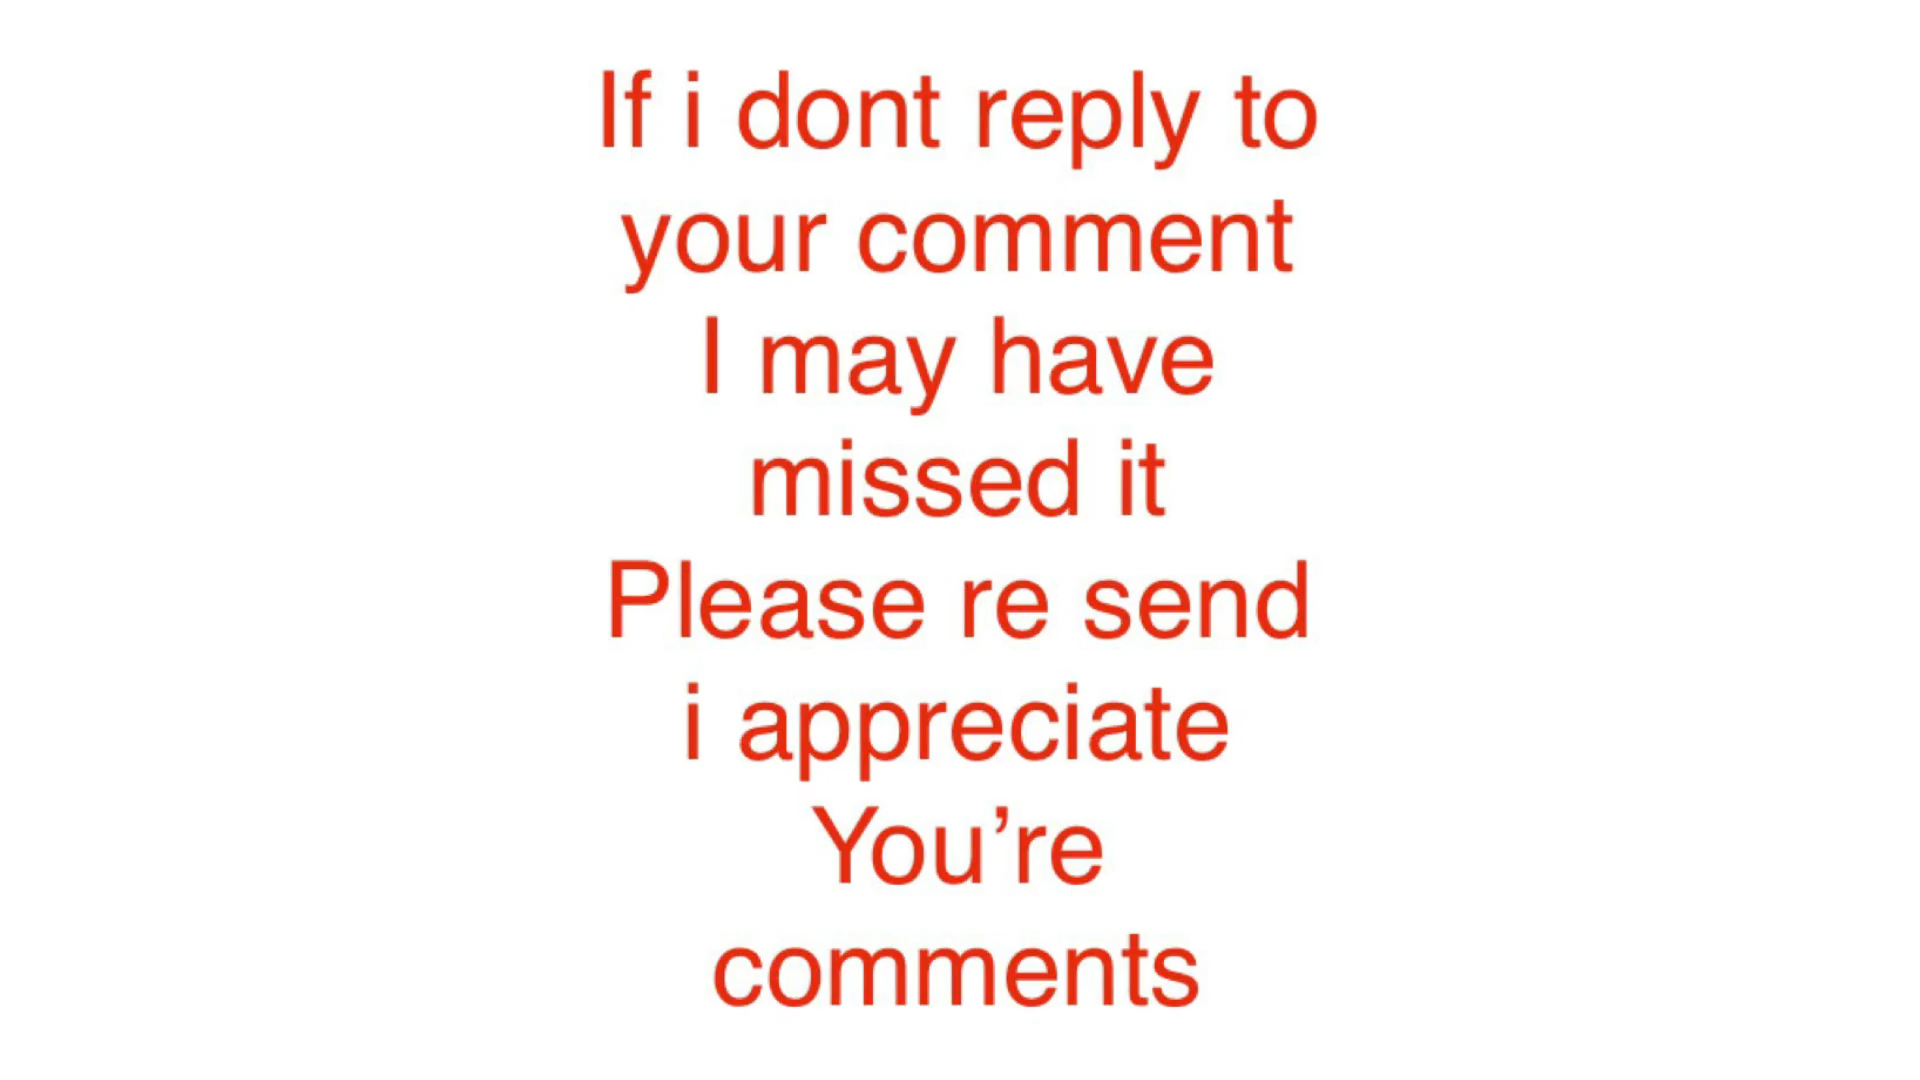 If i dont reply to
your comment
I may have
missed it
Please re send
i appreciate
You’re
comments